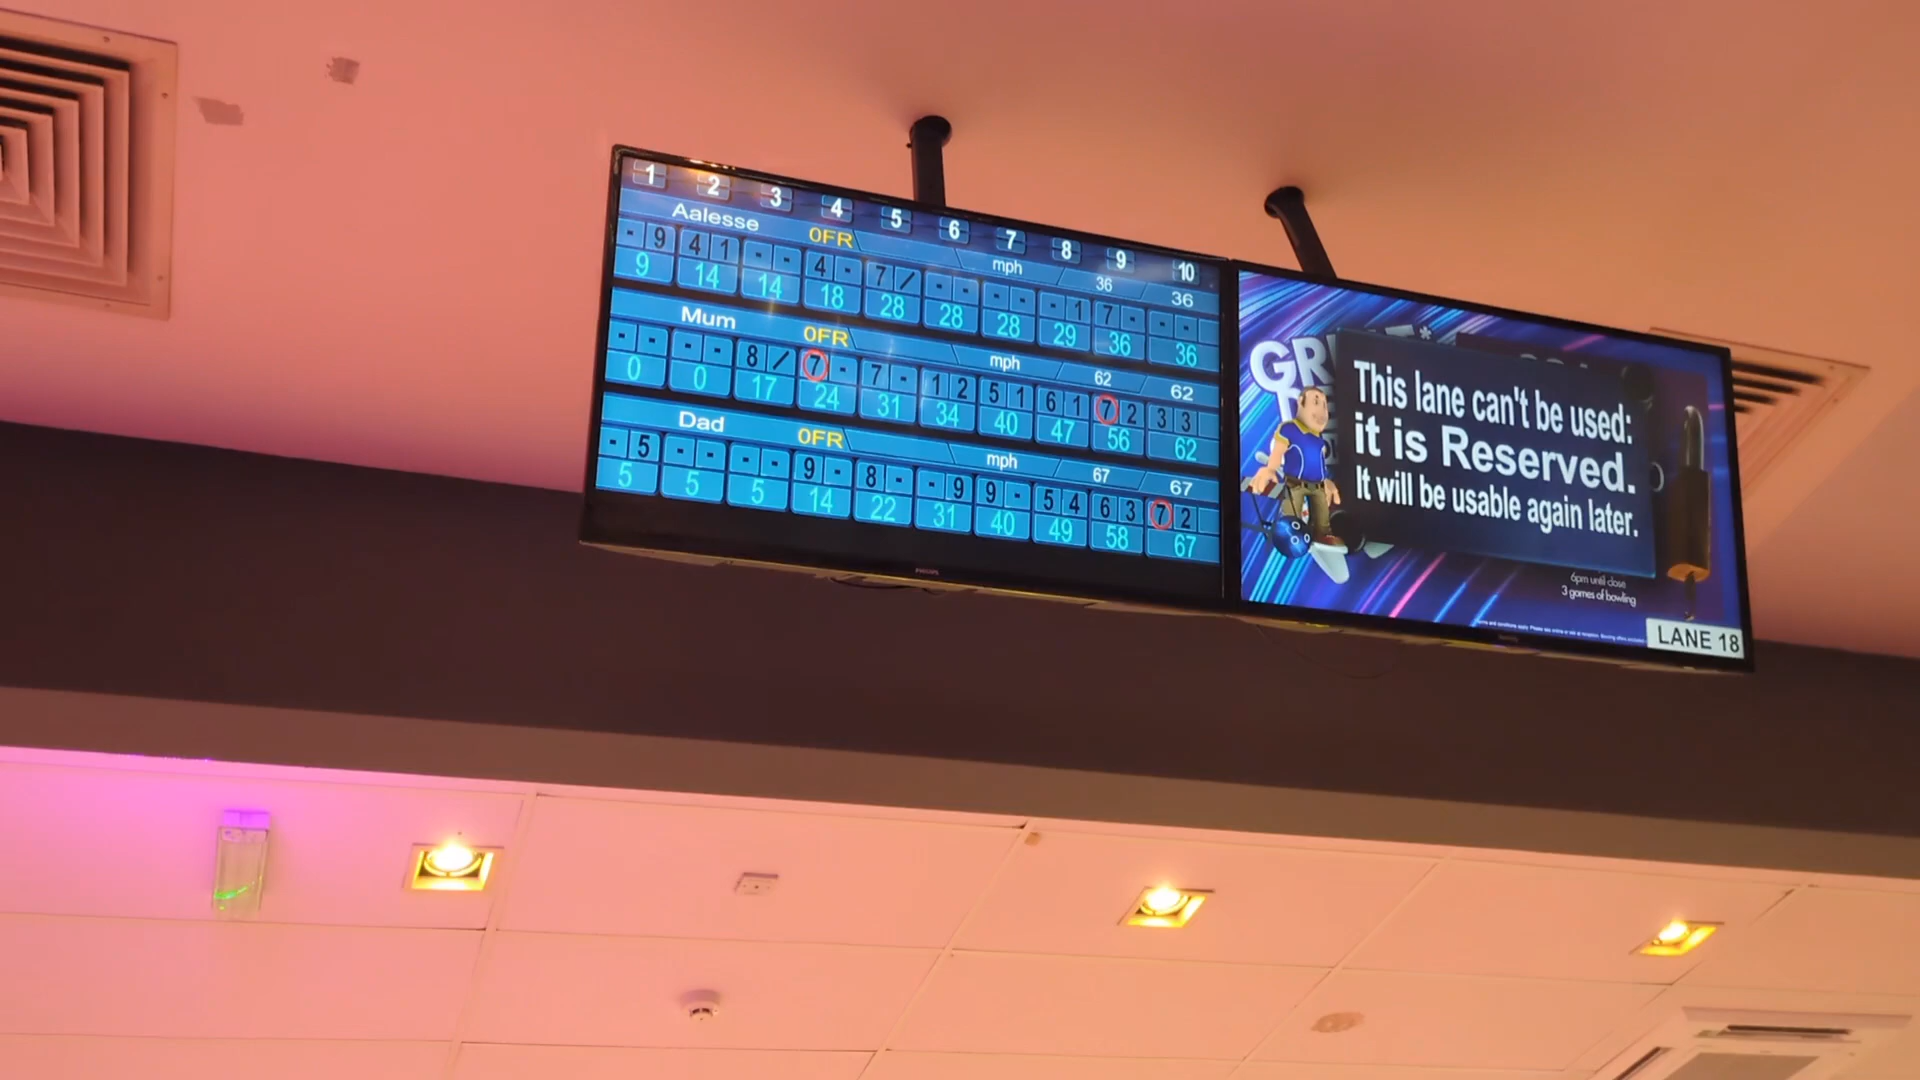 1 2 3 4 5 6 7 8 9 10
Aalesse 0FR mph 36 36
- 9 4 1 - - 4 - 7 / - - - - - 1 7 - - -
9 14 14 18 28 28 28 29 36 36
Mum 0FR mph 62 62
- - - - 8 / 7 - 7 - 1 2 5 1 6 1 7 2 3 3
0 0 17 24 31 34 40 47 56 62
Dad 0FR mph 67 67
- 5 - - - - 9 - 8 - - 9 9 - 5 4 6 3 7 2
5 5 5 14 22 31 40 49 58 67
PHILIPS
This lane can't be used:
it is Reserved.
It will be usable again later.
6pm until close
3 games of bowling
LANE 18